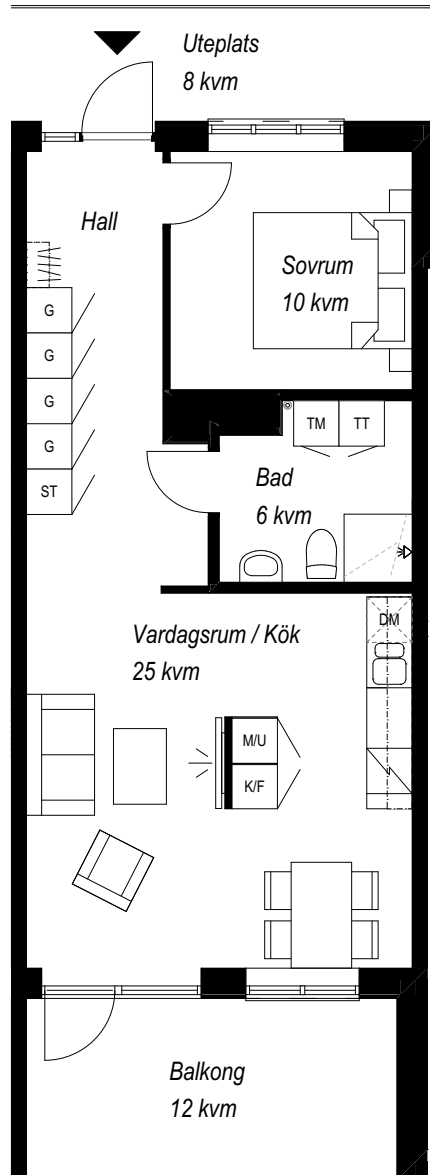 Uteplats
8 kvm
Hall
Sovrum
10 kvm
G
G
G
G
ST
TM TT
Bad
6 kvm
Vardagsrum / Kök
25 kvm
DM
M/U
K/F
Balkong
12 kvm